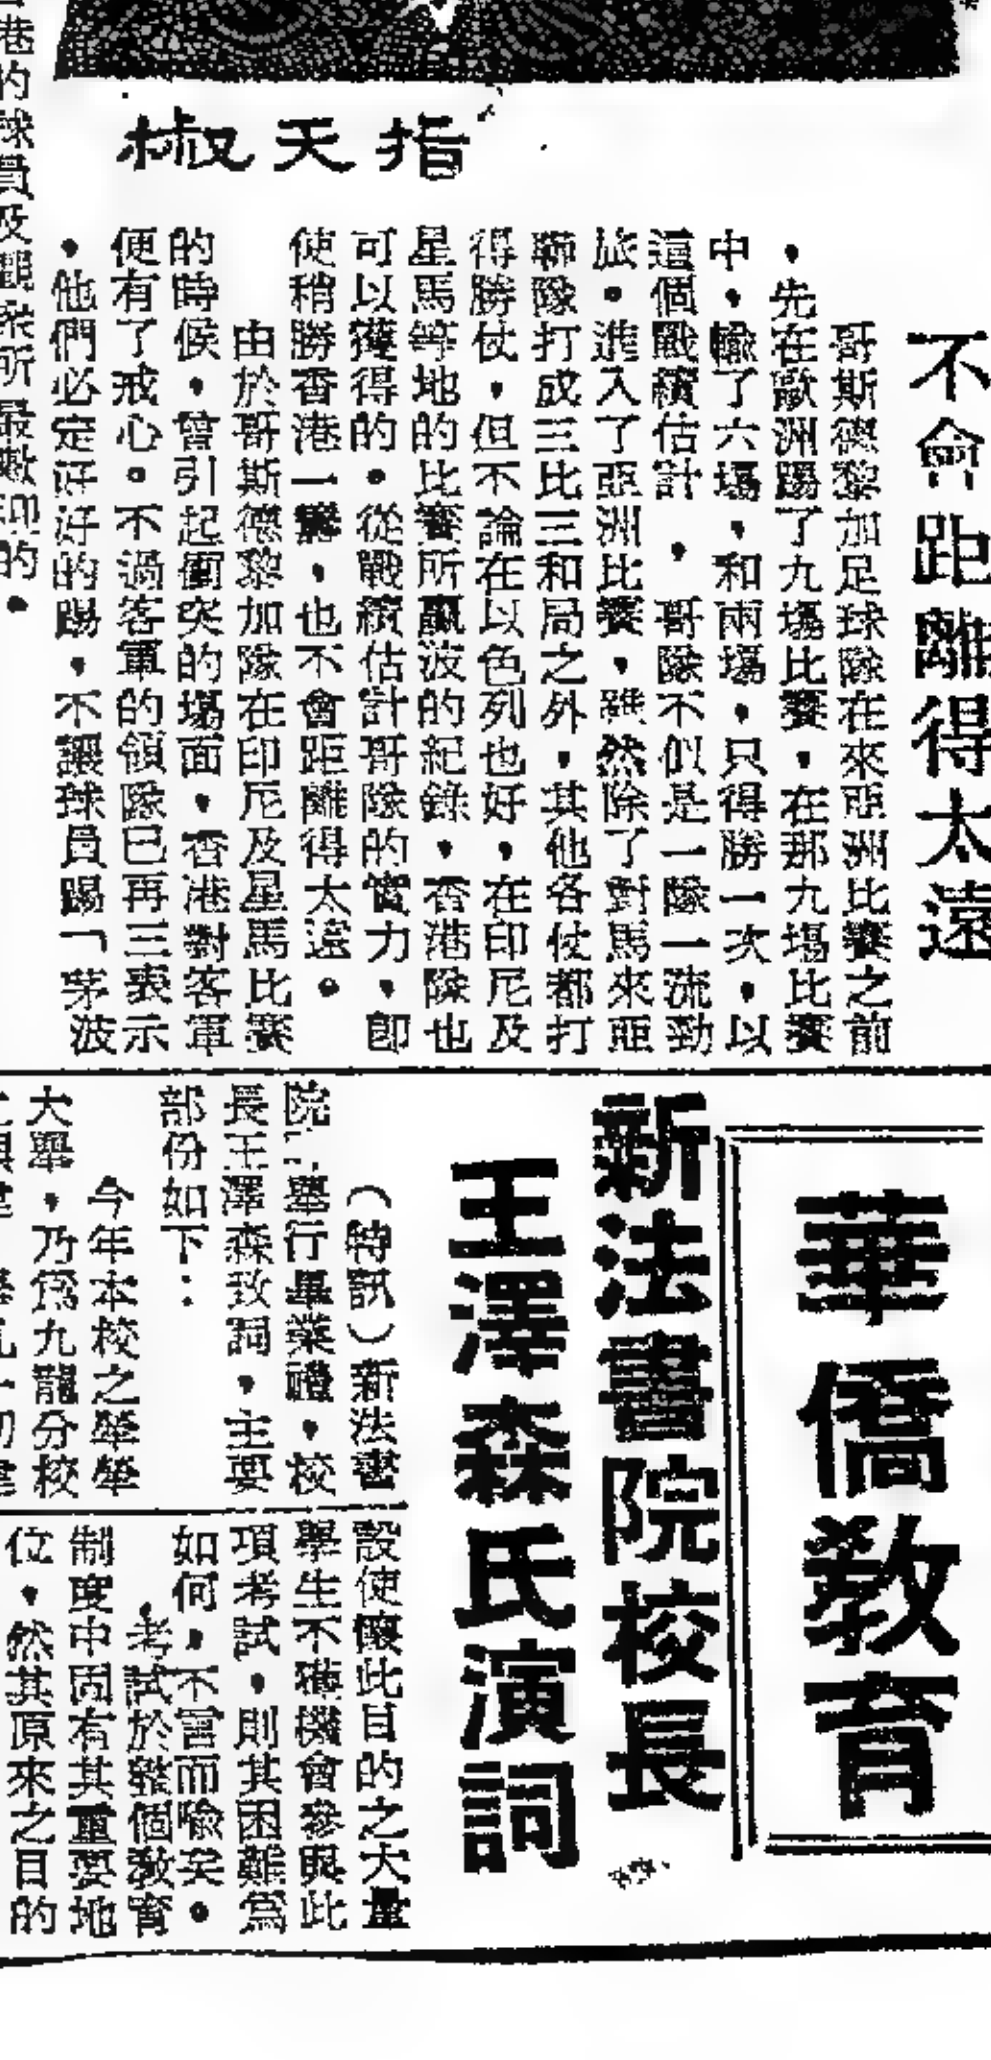 指天椒
不會距離得太遠
哥斯德黎加足球隊在來亞洲比賽之前
，先在歐洲踢了九塲比賽，在那九塲比賽
中，輸了六塲，和兩塲，只得勝一次，以
這個戰績估計，哥隊不似是一隊一流勁
旅。進入了亞洲比賽，雖然除了對馬來亞
聯隊打成三比三和局之外，其他各仗都打
得勝仗，但不論在以色列也好，在印尼及
星馬等地的比賽所贏波的紀錄，香港隊也
可以獲得的。從戰績估計哥隊的實力，卽
使稍勝香港一籌，也不會距離得太遠。
由於哥斯德黎加隊在印尼及星馬比賽
的時候，曾引起衝突的塲面，香港對客軍
便有了戒心。不過客軍的領隊已再三表示
，他們必定好好的踢，不讓球員踢「茅波
港的球員及觀眾所最歡迎的。
華僑教育
新法書院校長
王澤森氏演詞
（特訊）新法書
院舉行畢業禮，校
長王澤森致詞，主要
部份如下：
今年本校之畢業
大舉，乃為九龍分校
設使懷此目的之大量
學生不獲機會參與此
項考試，則其困難為
如何，不言而喻矣。
考試於整個教育
制度中固有其重要地
位，然其原來之目的